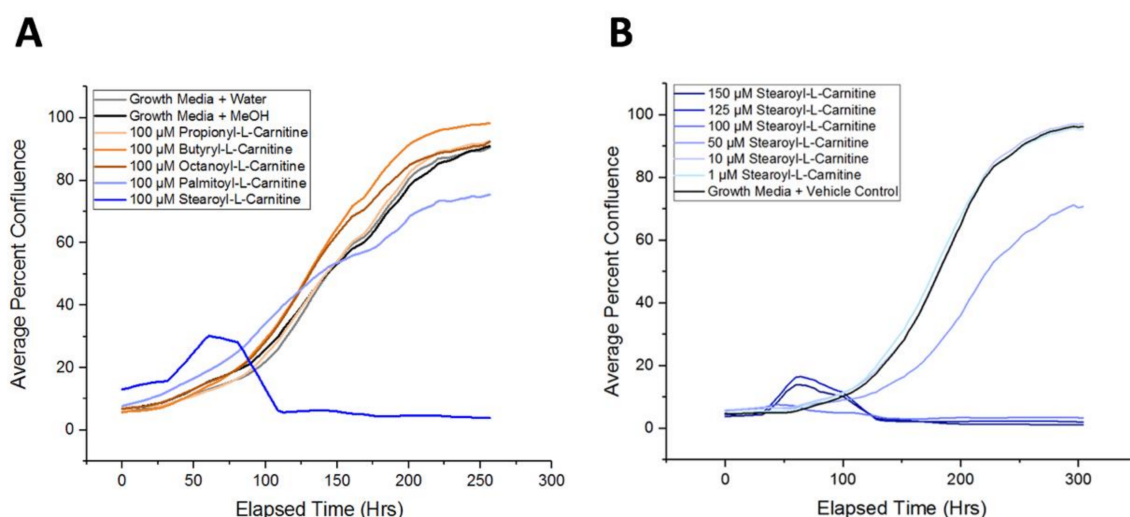 A
Growth Media + Water
Growth Media + MeOH
100 µM Propionyl-L-Carnitine
100 µM Butyryl-L-Carnitine
100 µM Octanoyl-L-Carnitine
100 µM Palmitoyl-L-Carnitine
100 µM Stearoyl-L-Carnitine
Average Percent Confluence
100
80
60
40
20
0
0 50 100 150 200 250 300
Elapsed Time (Hrs)
B
150 µM Stearoyl-L-Carnitine
125 µM Stearoyl-L-Carnitine
100 µM Stearoyl-L-Carnitine
50 µM Stearoyl-L-Carnitine
10 µM Stearoyl-L-Carnitine
1 µM Stearoyl-L-Carnitine
Growth Media + Vehicle Control
Average Percent Confluence
100
80
60
40
20
0
0 100 200 300
Elapsed Time (Hrs)